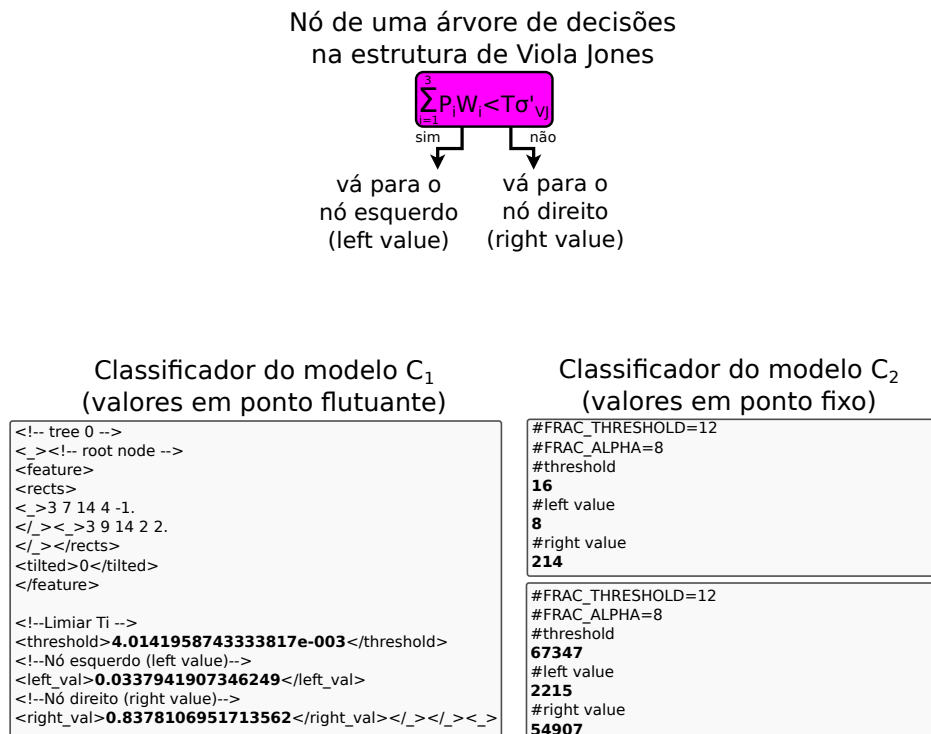 Nó de uma árvore de decisões
na estrutura de Viola Jones
3
ΣPᵢWᵢ<Tσ'VJ
i=1
sim não
vá para o
nó esquerdo
(left value)
vá para o
nó direito
(right value)
Classificador do modelo C₁
(valores em ponto flutuante)
<!-- tree 0 -->
<_><!-- root node -->
<feature>
<rects>
<_>3 7 14 4 -1.
</_><_>3 9 14 2 2.
</_></rects>
<tilted>0</tilted>
</feature>
<!--Limiar Ti -->
<threshold>4.0141958743333817e-003</threshold>
<!--Nó esquerdo (left value)-->
<left_val>0.0337941907346249</left_val>
<!--Nó direito (right value)-->
<right_val>0.8378106951713562</right_val></_></_><_>
Classificador do modelo C₂
(valores em ponto fixo)
#FRAC_THRESHOLD=12
#FRAC_ALPHA=8
#threshold
16
#left value
8
#right value
214
#FRAC_THRESHOLD=12
#FRAC_ALPHA=8
#threshold
67347
#left value
2215
#right value
54907